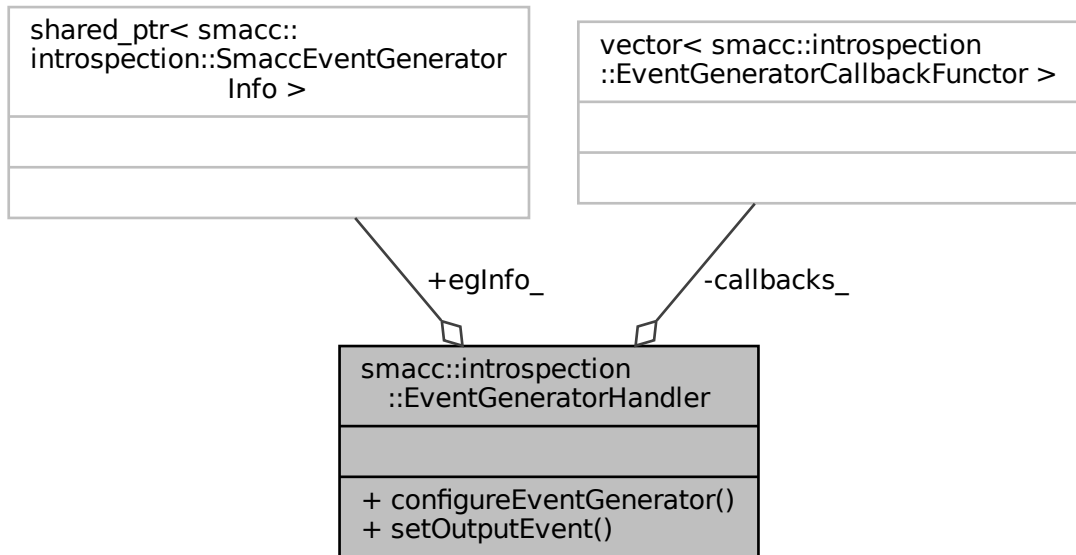 shared_ptr< smacc::
introspection::SmaccEventGenerator
Info >
vector< smacc::introspection
::EventGeneratorCallbackFunctor >
+egInfo_
-callbacks_
smacc::introspection
::EventGeneratorHandler
+ configureEventGenerator()
+ setOutputEvent()